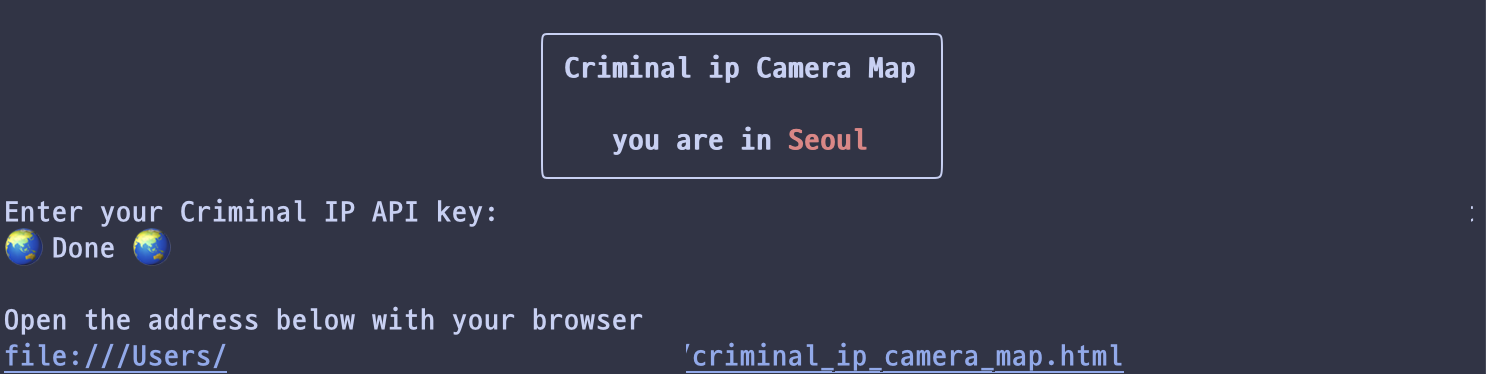 Criminal ip Camera Map
you are in Seoul
Enter your Criminal IP API key:
🌏 Done 🌏
Open the address below with your browser
file:///Users/ /criminal_ip_camera_map.html